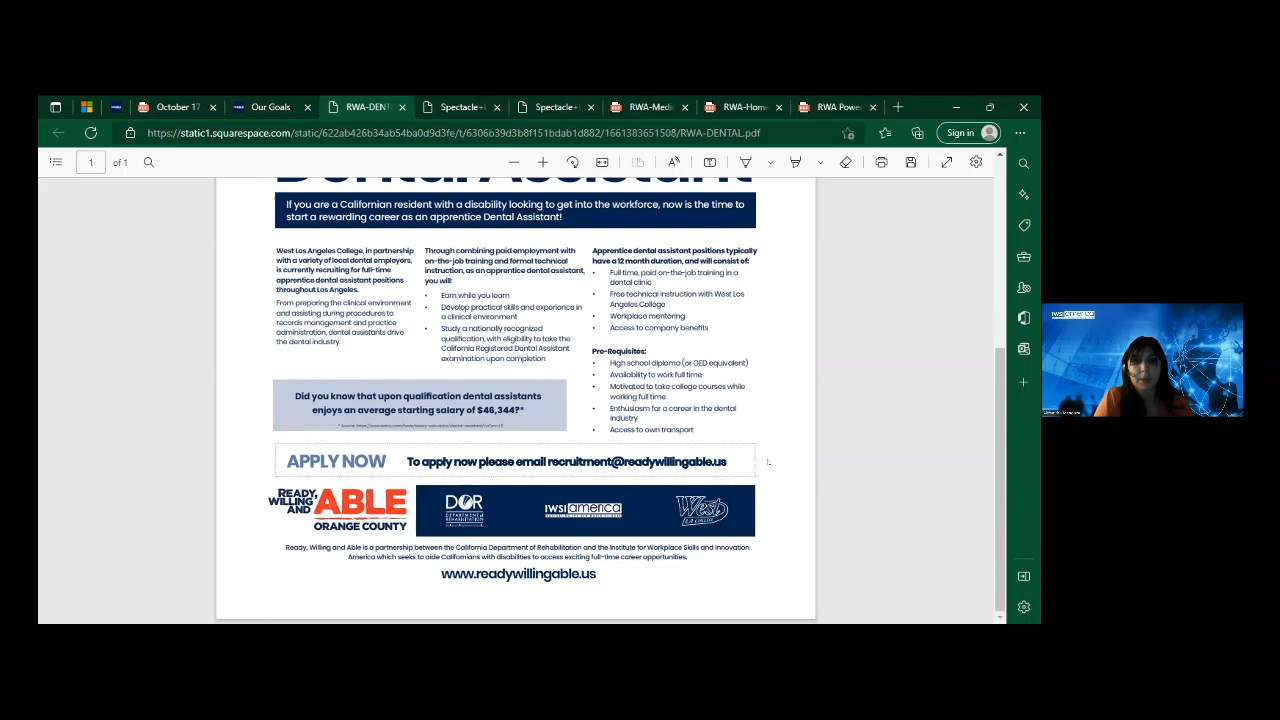 October 17
Our Goals
RWA-DENT
Spectacle+L
Spectacle+L
RWA-Medic
RWA-Home
RWA Power
https://static1.squarespace.com/static/622ab426b34ab54ba0d9d3fe/t/6306b39d3b8f151bdab1d882/1661383651508/RWA-DENTAL.pdf
Sign in
1 of 1
Dental Assistant
If you are a Californian resident with a disability looking to get into the workforce, now is the time to
start a rewarding career as an apprentice Dental Assistant!
West Los Angeles College, in partnership
with a variety of local dental employers,
is currently recruiting for full-time
apprentice dental assistant positions
throughout Los Angeles.
From preparing the clinical environment
and assisting during procedures to
records management and practice
administration, dental assistants drive
the dental industry.
Through combining paid employment with
on-the-job training and formal technical
instruction, as an apprentice dental assistant,
you will:
• Earn while you learn
• Develop practical skills and experience in
a clinical environment
• Study a nationally recognized
qualification, with eligibility to take the
California Registered Dental Assistant
examination upon completion
Apprentice dental assistant positions typically
have a 12 month duration, and will consist of:
• Full time, paid on-the-job training in a
dental clinic
• Free technical instruction with West Los
Angeles College
• Workplace mentoring
• Access to company benefits
Pre-Requisites:
• High school diploma (or GED equivalent)
• Availability to work full time
• Motivated to take college courses while
working full time
• Enthusiasm for a career in the dental
industry
• Access to own transport
Did you know that upon qualification dental assistants
enjoys an average starting salary of $46,344?*
APPLY NOW To apply now please email recruitment@readywillingable.us
READY,
WILLING
AND ABLE
ORANGE COUNTY
DOR
DEPARTMENT of
REHABILITATION
IWSIamerica
West
LA COLLEGE
Ready, Willing and Able is a partnership between the California Department of Rehabilitation and the Institute for Workplace Skills and Innovation
America which seeks to aide Californians with disabilities to access exciting full-time career opportunities.
www.readywillingable.us
IWSIamerica